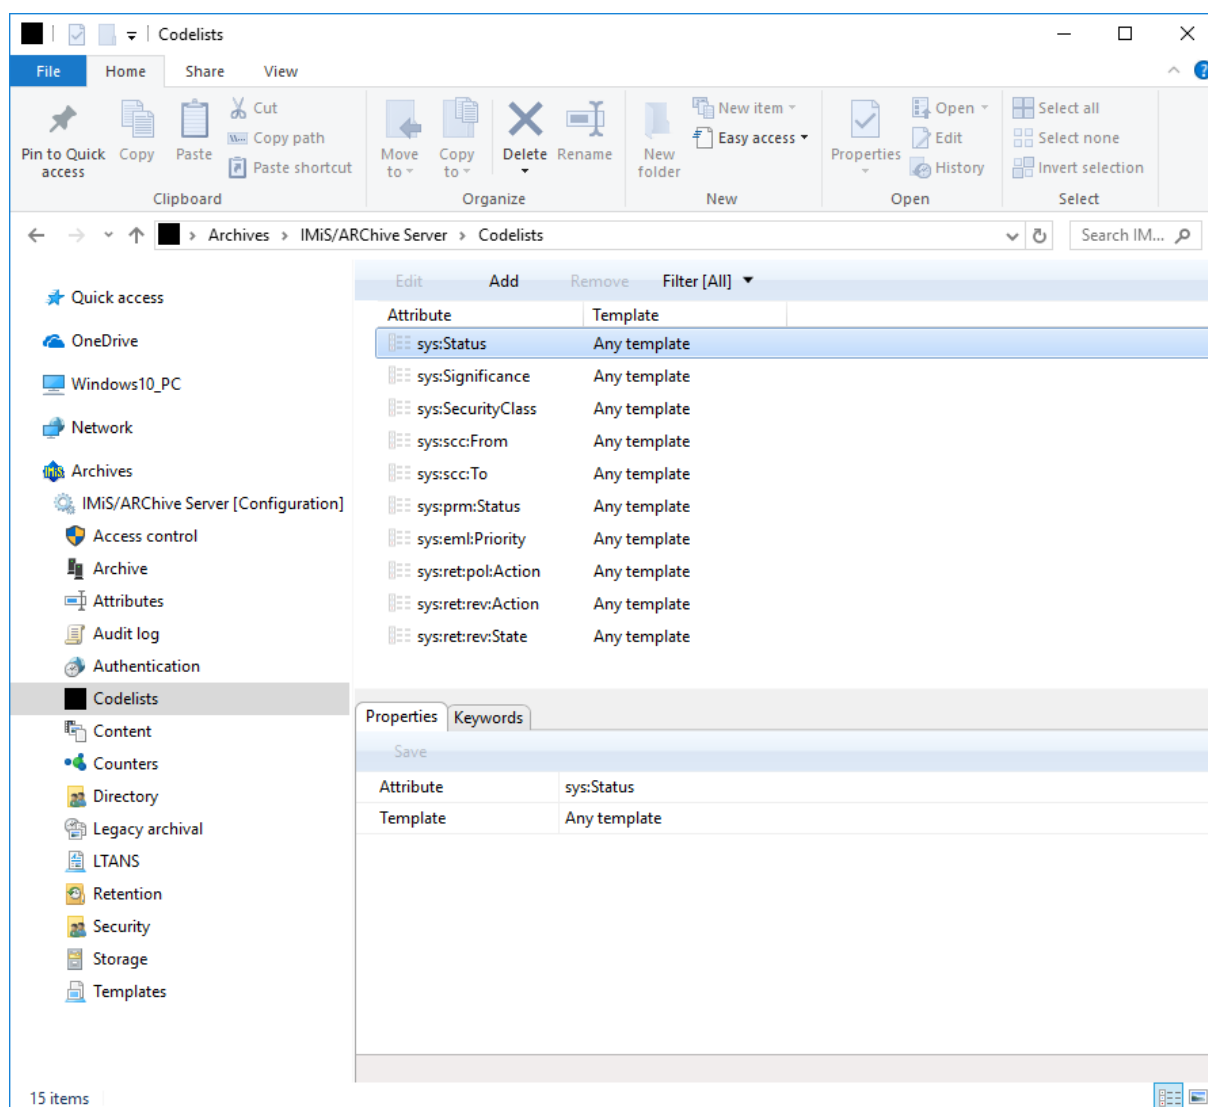 Codelists
File Home Share View
Pin to Quick access
Copy
Paste
Cut
Copy path
Paste shortcut
Clipboard
Move to
Copy to
Delete
Rename
Organize
New folder
New item
Easy access
New
Properties
Open
Edit
History
Open
Select all
Select none
Invert selection
Select
Archives > IMiS/ARChive Server > Codelists
Search IM...
Quick access
OneDrive
Windows10_PC
Network
Archives
IMiS/ARChive Server [Configuration]
Access control
Archive
Attributes
Audit log
Authentication
Codelists
Content
Counters
Directory
Legacy archival
LTANS
Retention
Security
Storage
Templates
Edit Add Remove Filter [All]
Attribute Template
sys:Status Any template
sys:Significance Any template
sys:SecurityClass Any template
sys:scc:From Any template
sys:scc:To Any template
sys:prm:Status Any template
sys:eml:Priority Any template
sys:ret:pol:Action Any template
sys:ret:rev:Action Any template
sys:ret:rev:State Any template
Properties Keywords
Save
Attribute sys:Status
Template Any template
15 items